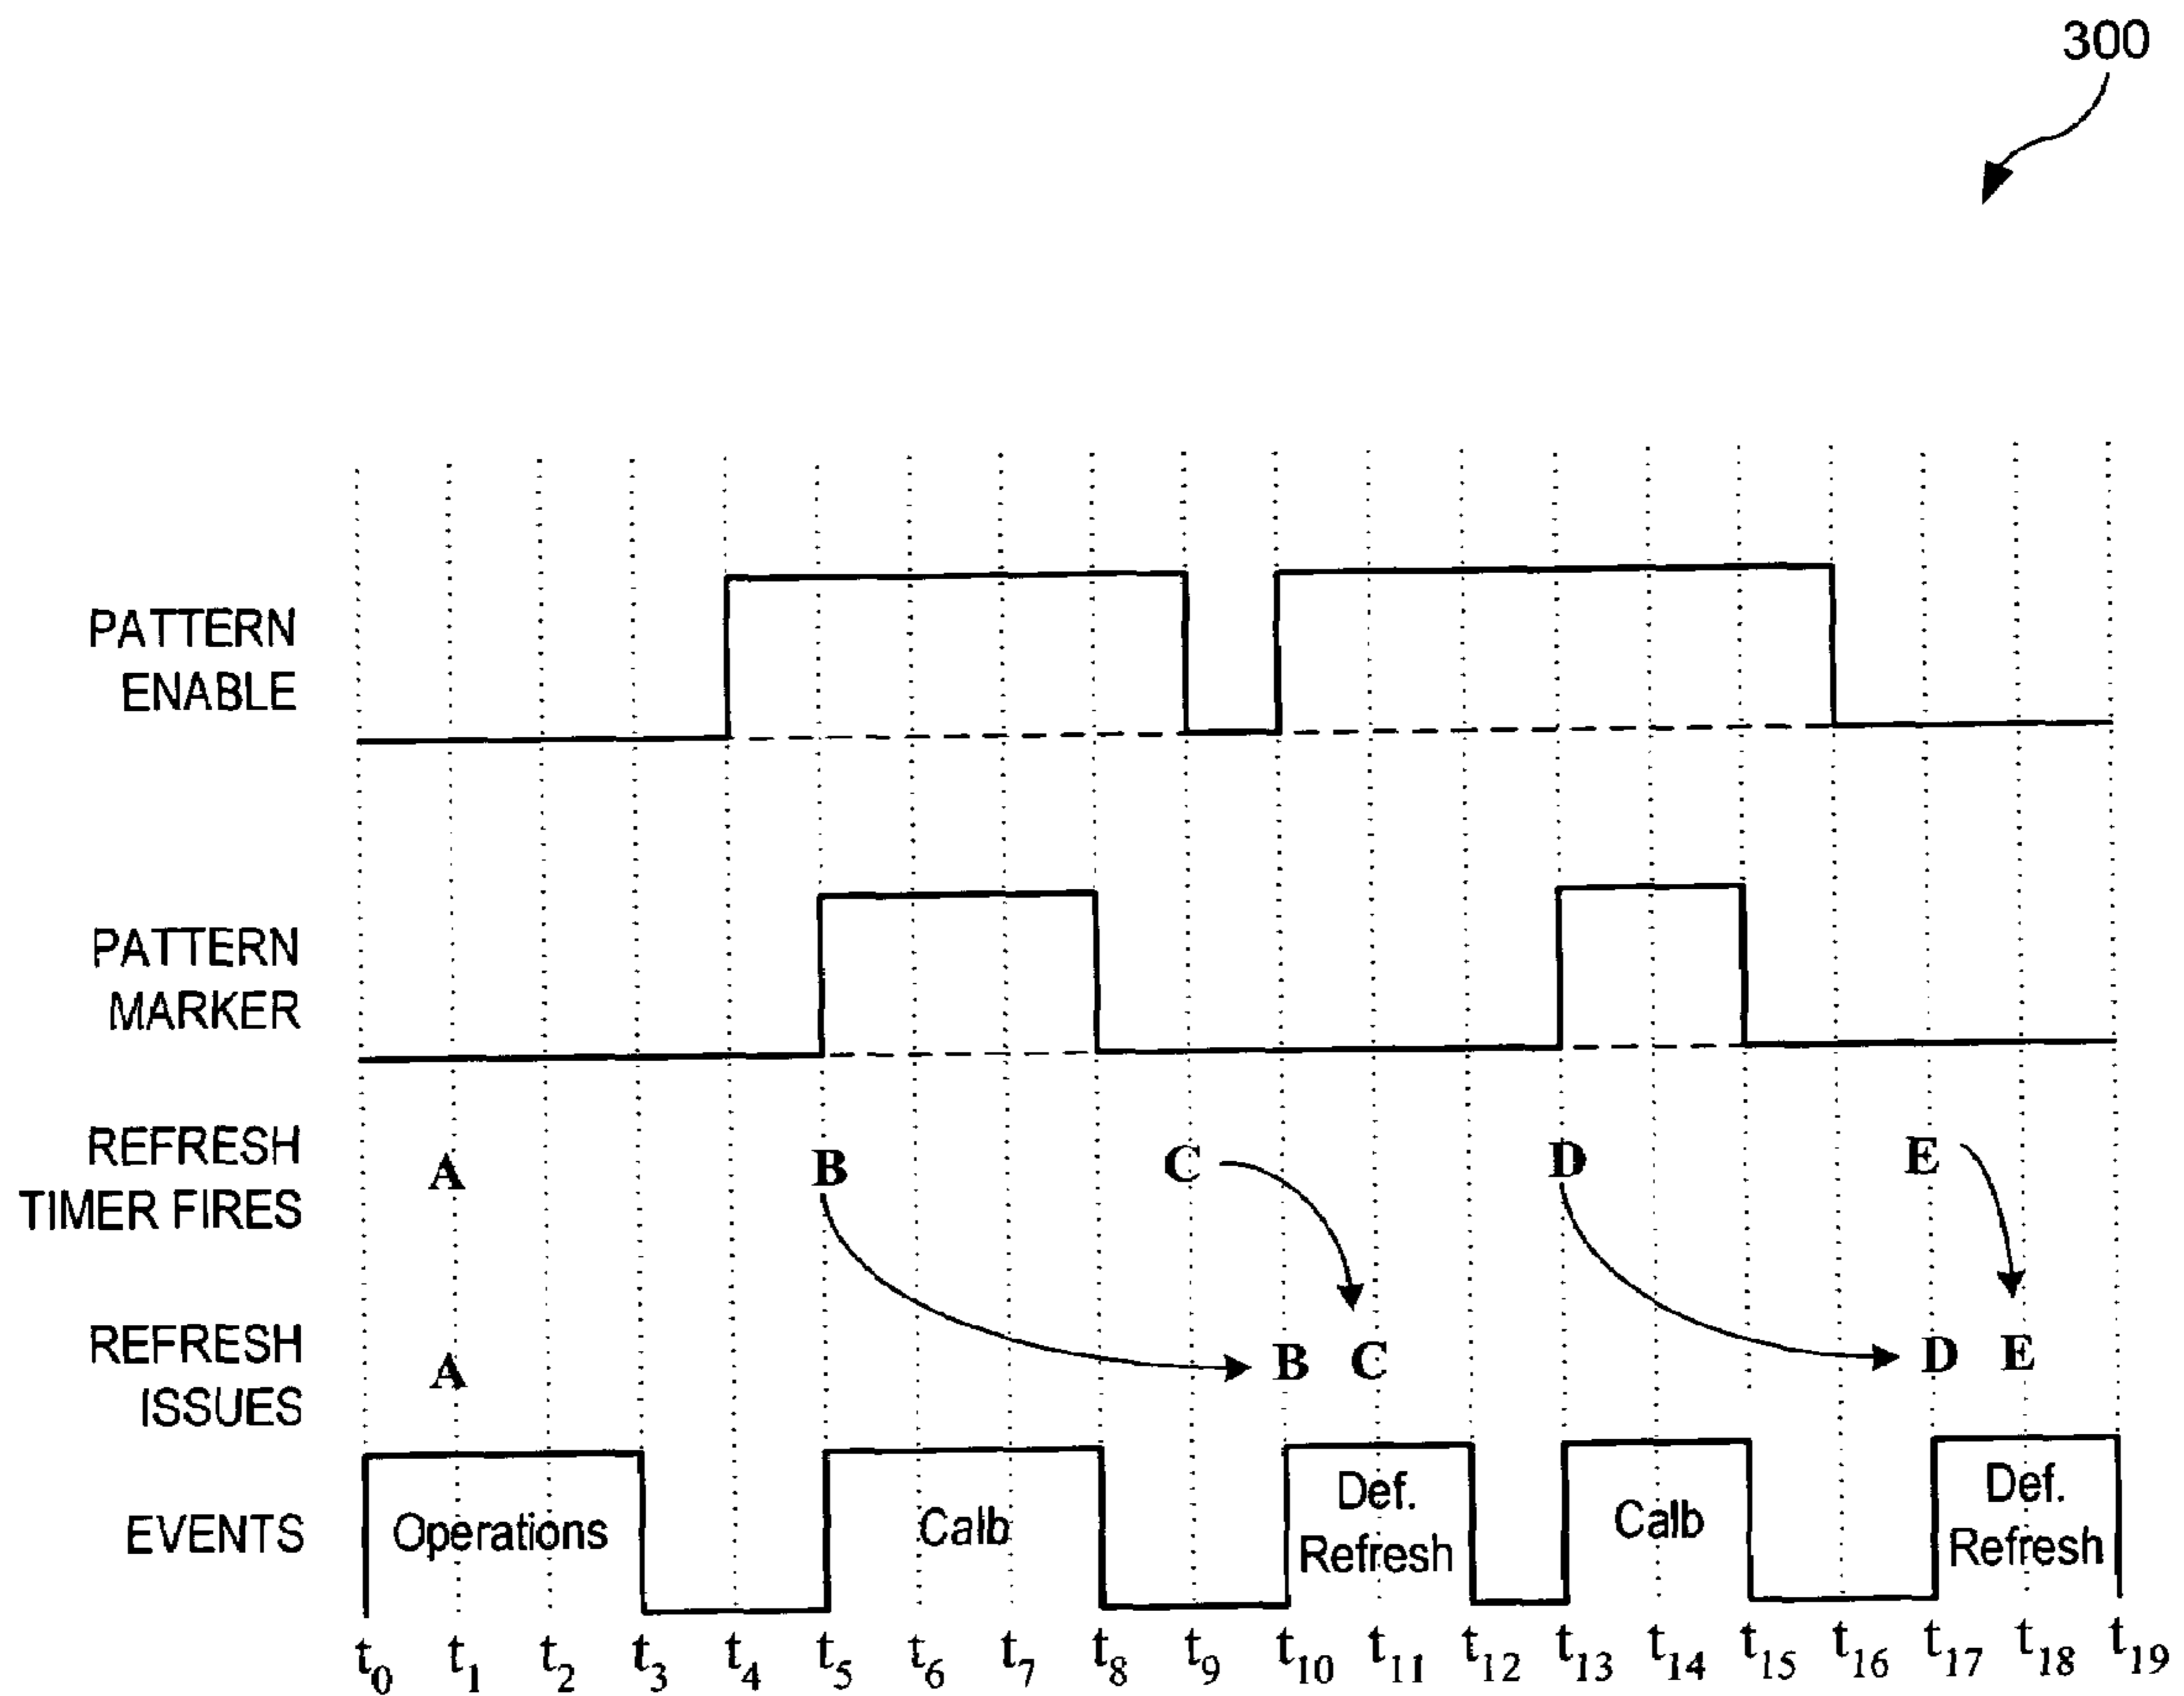 300
PATTERN
ENABLE
PATTERN
MARKER
REFRESH
TIMER FIRES
A B C D E
REFRESH
ISSUES
A B C D E
EVENTS
Operations
Calb
Def.
Refresh
Calb
Def.
Refresh
t0 t1 t2 t3 t4 t5 t6 t7 t8 t9 t10 t11 t12 t13 t14 t15 t16 t17 t18 t19